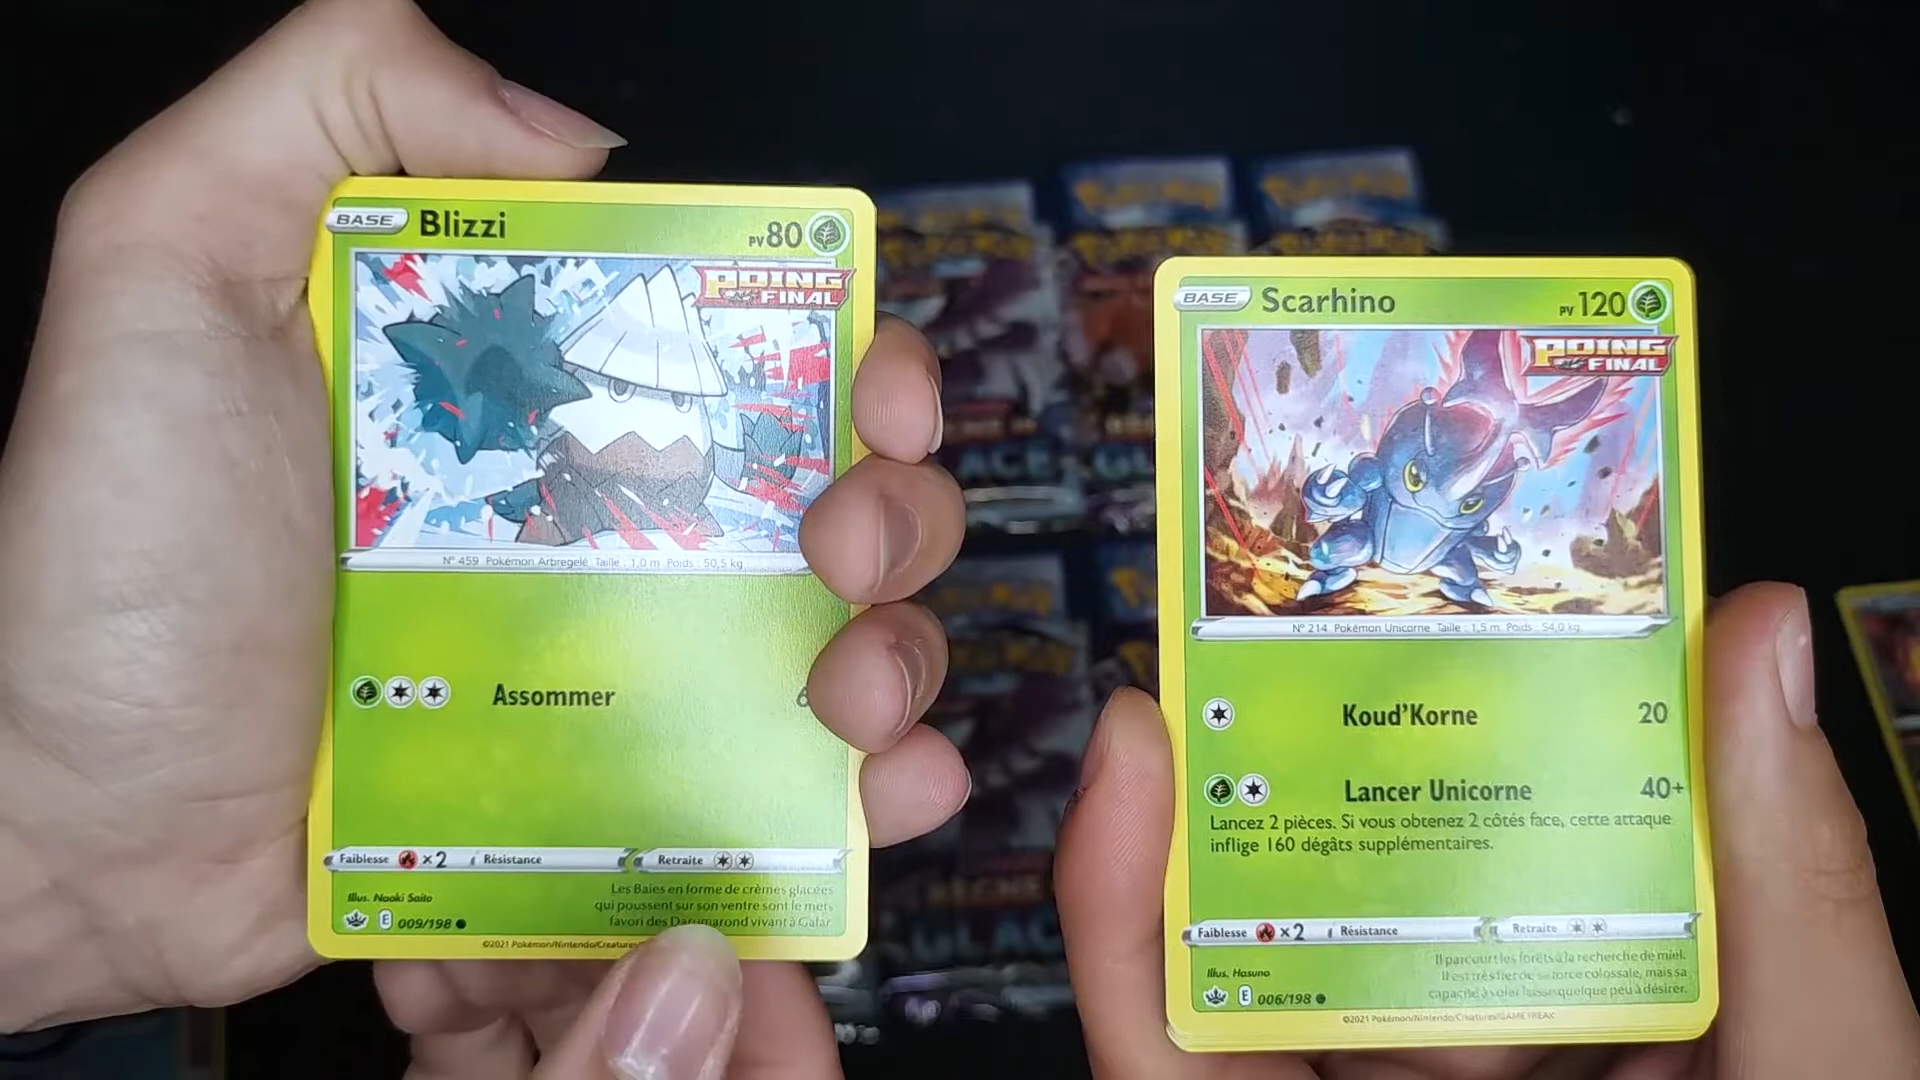 BASE Blizzi PV 80
POING FINAL
N° 459 Pokémon Arbregelé Taille : 1,0 m Poids : 50,5 kg
Assommer 6
Faiblesse ×2 Résistance Retraite
Illus. Naoki Saito
Les Baies en forme de crèmes glacées
qui poussent sur son ventre sont le mets
favori des Darumarond vivant à Galar.
E 009/198
©2021 Pokémon/Nintendo/Creatures
BASE Scarhino PV 120
POING FINAL
N° 214 Pokémon Unicorne Taille : 1,5 m Poids : 54,0 kg
Koud'Korne 20
Lancer Unicorne 40+
Lancez 2 pièces. Si vous obtenez 2 côtés face, cette attaque
inflige 160 dégâts supplémentaires.
Faiblesse ×2 Résistance Retraite
Illus. Hasuno
Il parcourt les forêts à la recherche de miel.
Il est très fier de sa force colossale, mais sa
capacité à voler laisse quelque peu à désirer.
E 006/198
©2021 Pokémon/Nintendo/Creatures/GAME FREAK